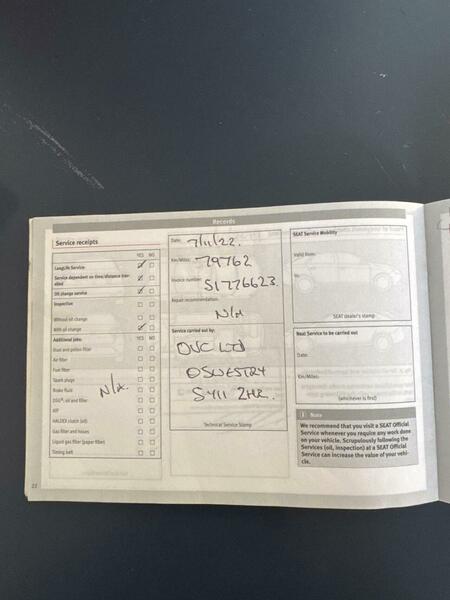 Records
Service receipts
YES NO
LongLife Service
Service dependent on time/distance travelled
Oil change service
Inspection
Without oil change
With oil change
Additional jobs: YES NO
Dust and pollen filter
Air filter
Fuel filter
Spark plugs
Brake fluid
N/A.
DSG®, oil and filter
ATF
HALDEX clutch (oil)
Gas filter and hoses
Liquid gas filter (paper filter)
Timing belt
22
Date: 7/11/22.
Km/Miles: 79762
Invoice number: 51776623.
Repair recommendation:
N/A
Service carried out by:
OVC LTD
OSWESTRY
SY11 2HR.
Technical Service Stamp
SEAT Service Mobility
Valid from:
to:
SEAT dealer's stamp
Next Service to be carried out
Date:
Km/Miles:
(whichever is first)
i Note
We recommend that you visit a SEAT Official
Service whenever you require any work done
on your vehicle. Scrupulously following the
Services (oil, inspection) at a SEAT Official
Service can increase the value of your vehi-
cle.